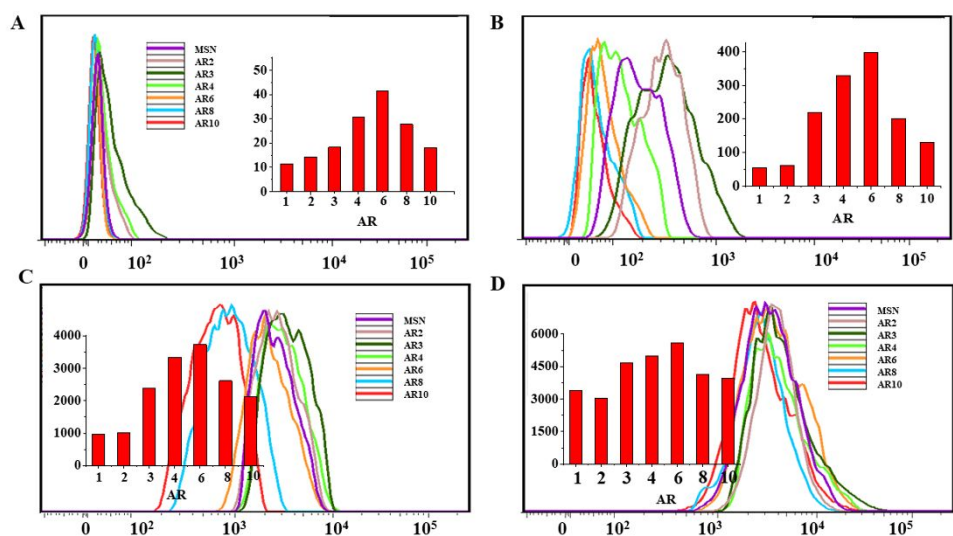 A
MSN
AR2
AR3
AR4
AR6
AR8
AR10
50
40
30
20
10
0
1 2 3 4 6 8 10
AR
0 10² 10³ 10⁴ 10⁵
B
400
300
200
100
0
1 2 3 4 6 8 10
AR
0 10² 10³ 10⁴ 10⁵
C
4000
3000
2000
1000
0
1 2 3 4 6 8 10
AR
MSN
AR2
AR3
AR4
AR6
AR8
AR10
0 10² 10³ 10⁴ 10⁵
D
6000
4500
3000
1500
0
1 2 3 4 6 8 10
AR
MSN
AR2
AR3
AR4
AR6
AR8
AR10
0 10³ 10⁴ 10⁵